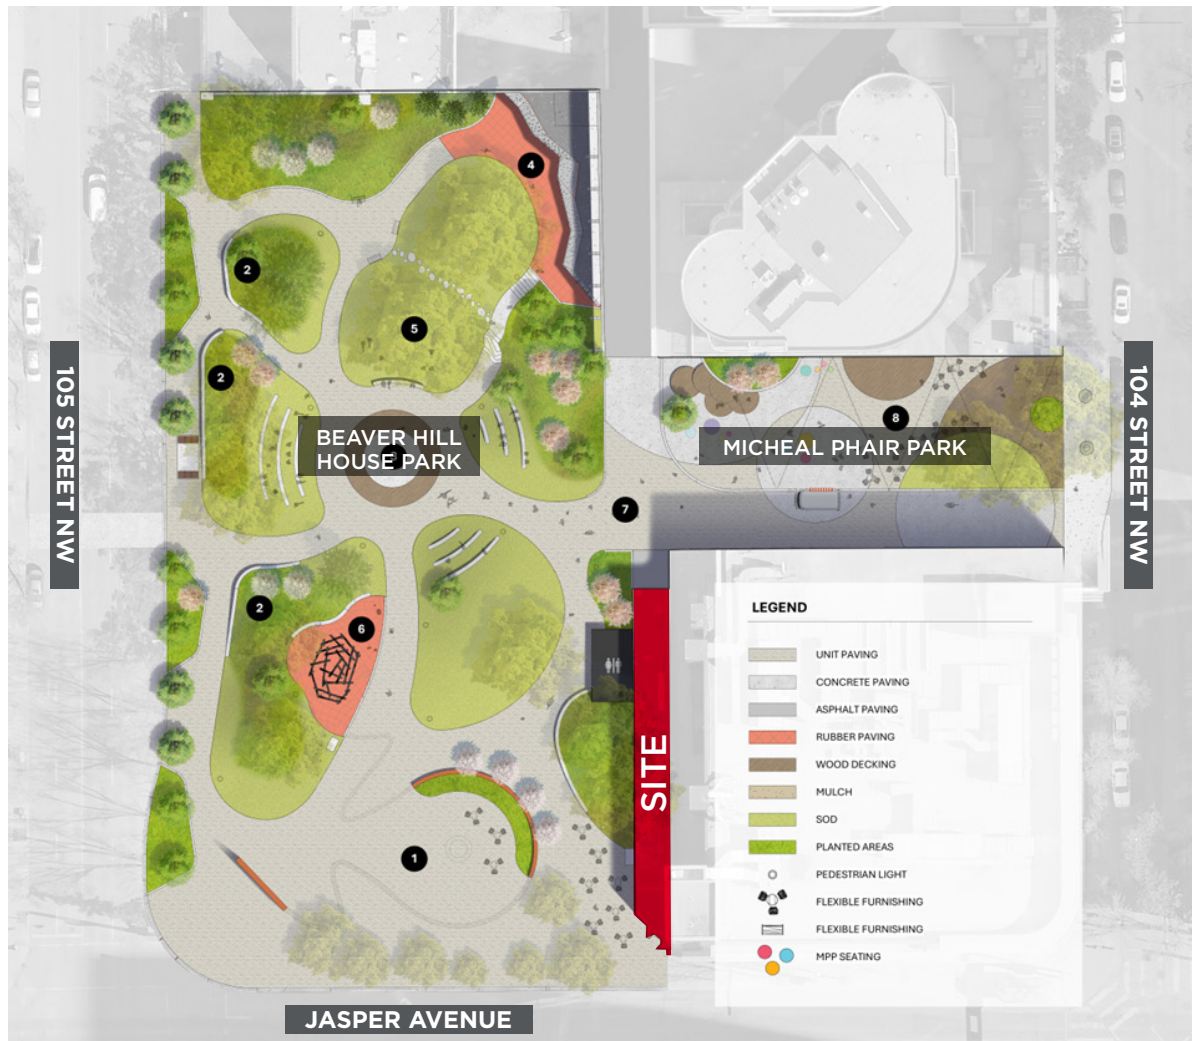 4
2
5
2
105 STREET NW
BEAVER HILL
HOUSE PARK
8
MICHEAL PHAIR PARK
104 STREET NW
7
2
6
SITE
1
LEGEND
UNIT PAVING
CONCRETE PAVING
ASPHALT PAVING
RUBBER PAVING
WOOD DECKING
MULCH
SOD
PLANTED AREAS
PEDESTRIAN LIGHT
FLEXIBLE FURNISHING
FLEXIBLE FURNISHING
MPP SEATING
JASPER AVENUE